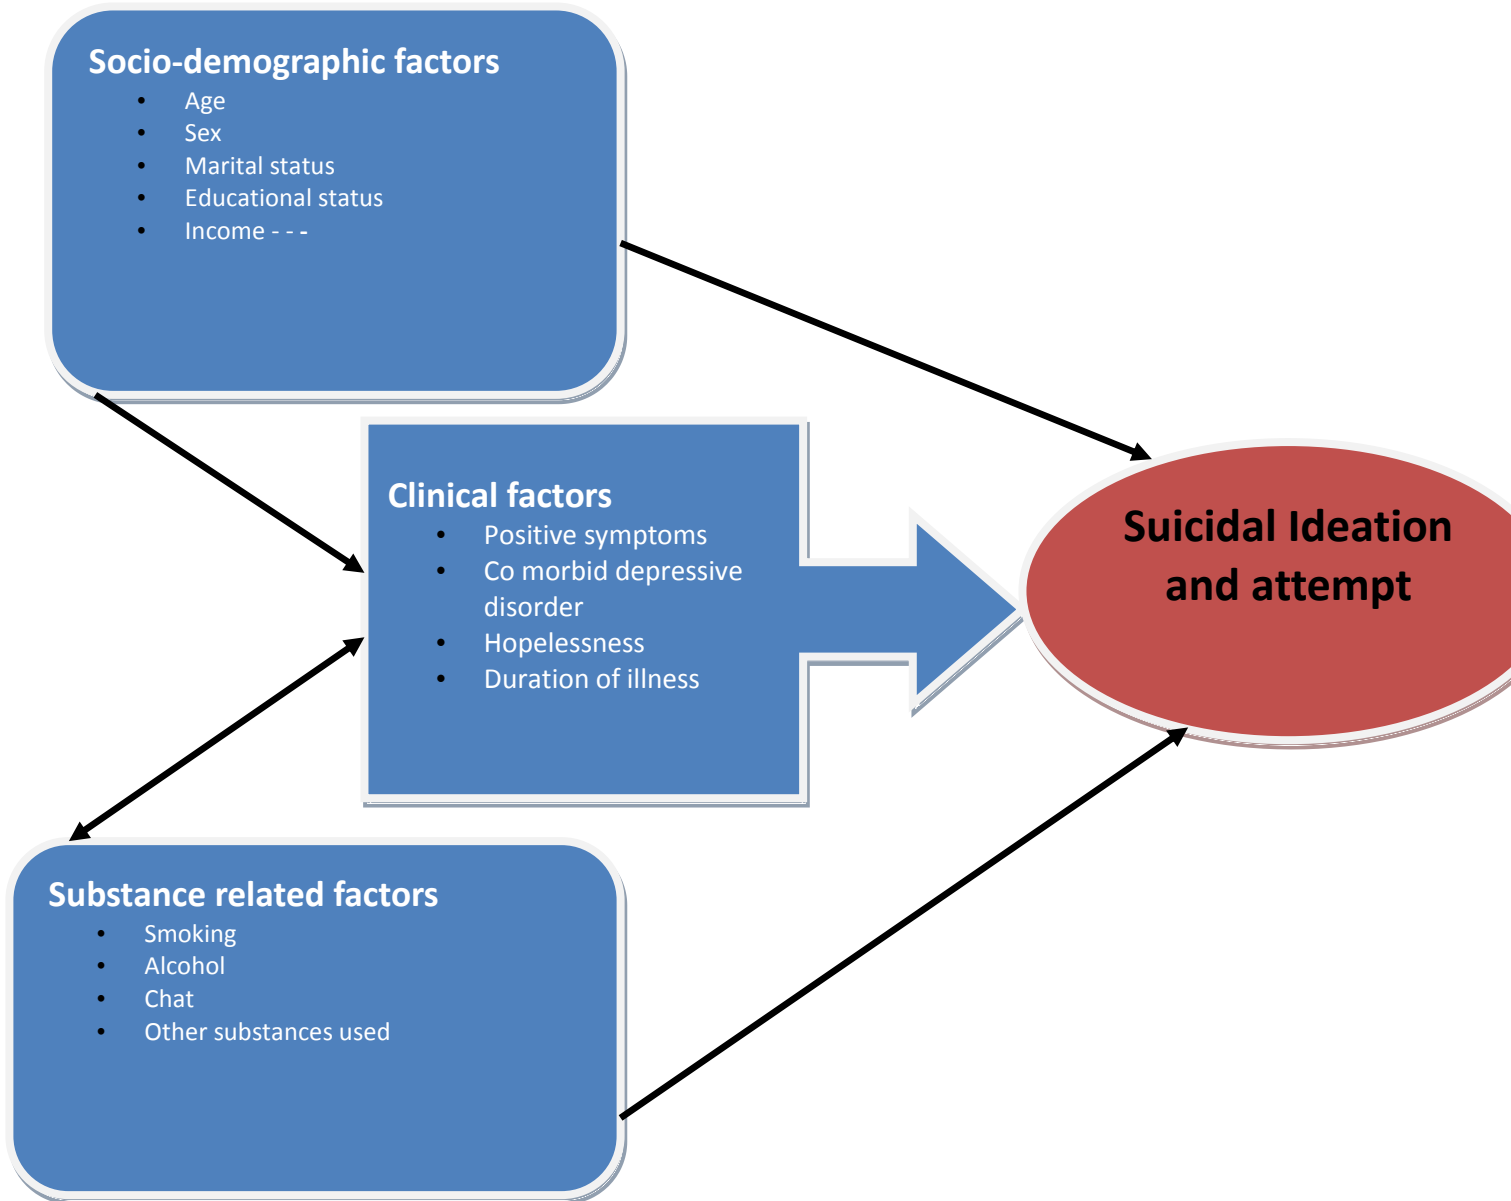 Socio-demographic factors
• Age
• Sex
• Marital status
• Educational status
• Income - - -
Clinical factors
• Positive symptoms
• Co morbid depressive
disorder
• Hopelessness
• Duration of illness
Suicidal Ideation
and attempt
Substance related factors
• Smoking
• Alcohol
• Chat
• Other substances used